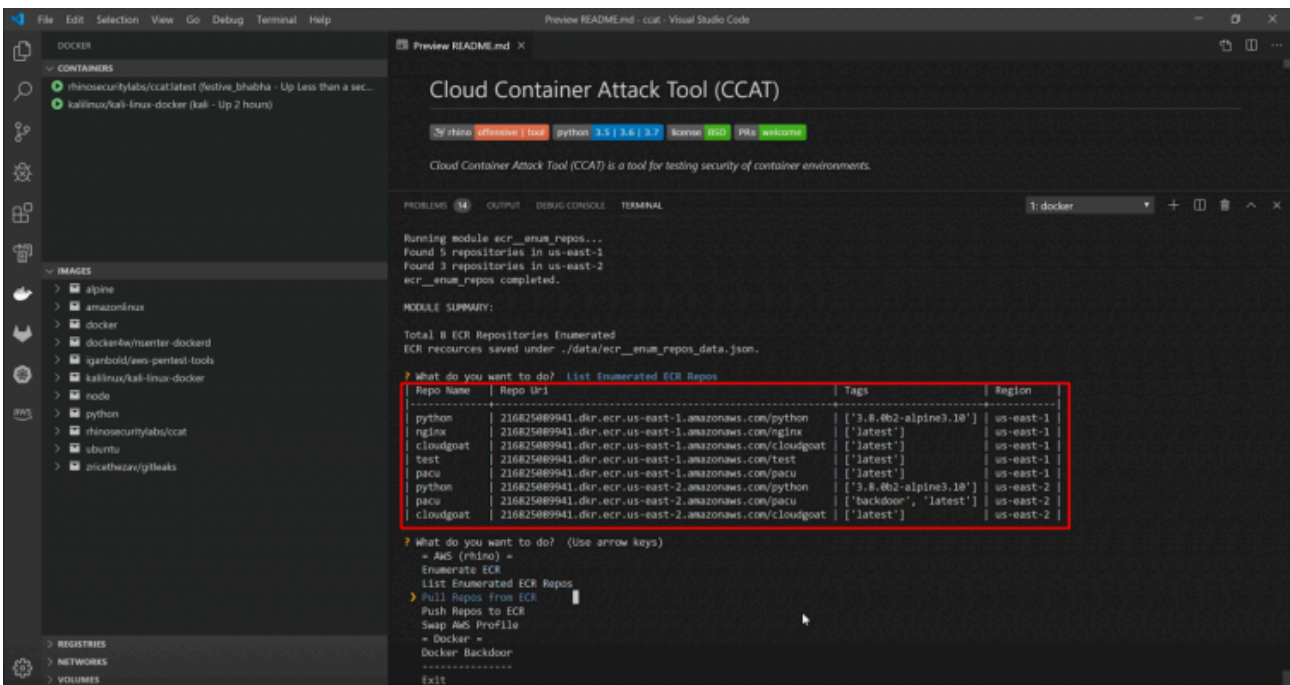 File Edit Selection View Go Debug Terminal Help
Preview README.md - ccat - Visual Studio Code
DOCKER
CONTAINERS
rhinosecuritylabs/ccat:latest (festive_bhabha - Up Less than a sec...
kalilinux/kali-linux-docker (kali - Up 2 hours)
IMAGES
alpine
amazonlinux
docker
docker4w/nsenter-dockerd
iganbold/aws-pentest-tools
kalilinux/kali-linux-docker
node
python
rhinosecuritylabs/ccat
ubuntu
zricethezav/gitleaks
REGISTRIES
NETWORKS
VOLUMES
aws
Preview README.md
Cloud Container Attack Tool (CCAT)
rhino offensive | tool python 3.5 | 3.6 | 3.7 license BSD PRs welcome
Cloud Container Attack Tool (CCAT) is a tool for testing security of container environments.
PROBLEMS 14 OUTPUT DEBUG CONSOLE TERMINAL 1: docker
Running module ecr__enum_repos...
Found 5 repositories in us-east-1
Found 3 repositories in us-east-2
ecr__enum_repos completed.
MODULE SUMMARY:
Total 8 ECR Repositories Enumerated
ECR recources saved under ./data/ecr__enum_repos_data.json.
? What do you want to do? List Enumerated ECR Repos
| Repo Name | Repo Uri | Tags | Region |
| python | 216825089941.dkr.ecr.us-east-1.amazonaws.com/python | ['3.8.0b2-alpine3.10'] | us-east-1 |
| nginx | 216825089941.dkr.ecr.us-east-1.amazonaws.com/nginx | ['latest'] | us-east-1 |
| cloudgoat | 216825089941.dkr.ecr.us-east-1.amazonaws.com/cloudgoat | ['latest'] | us-east-1 |
| test | 216825089941.dkr.ecr.us-east-1.amazonaws.com/test | ['latest'] | us-east-1 |
| pacu | 216825089941.dkr.ecr.us-east-1.amazonaws.com/pacu | ['latest'] | us-east-1 |
| python | 216825089941.dkr.ecr.us-east-2.amazonaws.com/python | ['3.8.0b2-alpine3.10'] | us-east-2 |
| pacu | 216825089941.dkr.ecr.us-east-2.amazonaws.com/pacu | ['backdoor', 'latest'] | us-east-2 |
| cloudgoat | 216825089941.dkr.ecr.us-east-2.amazonaws.com/cloudgoat | ['latest'] | us-east-2 |
? What do you want to do? (Use arrow keys)
= AWS (rhino) =
Enumerate ECR
List Enumerated ECR Repos
❯ Pull Repos from ECR
Push Repos to ECR
Swap AWS Profile
= Docker =
Docker Backdoor
---------------
Exit